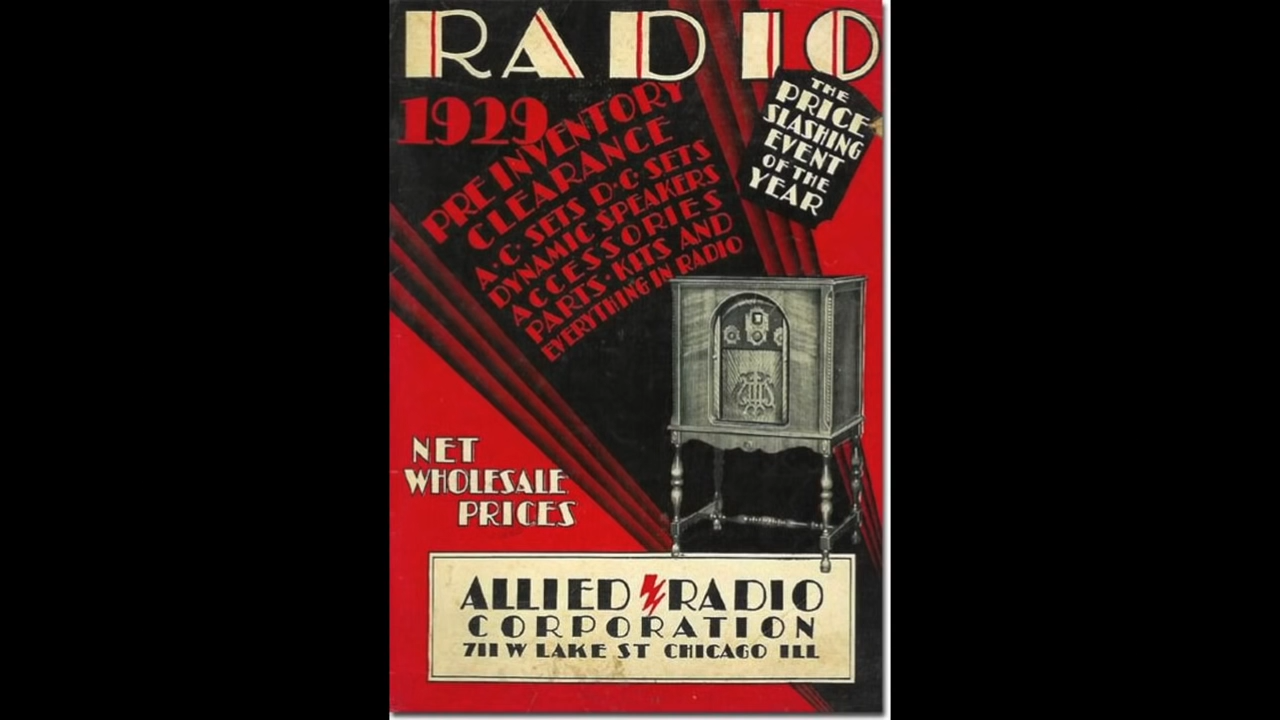 RADIO
1929
PRE INVENTORY
CLEARANCE
A·C· SETS D·C· SETS
DYNAMIC SPEAKERS
ACCESSORIES
PARTS· KITS AND
EVERYTHING IN RADIO
THE
PRICE
SLASHING
EVENT
OF THE
YEAR
NET
WHOLESALE
PRICES
ALLIED RADIO
CORPORATION
711 W LAKE ST CHICAGO ILL